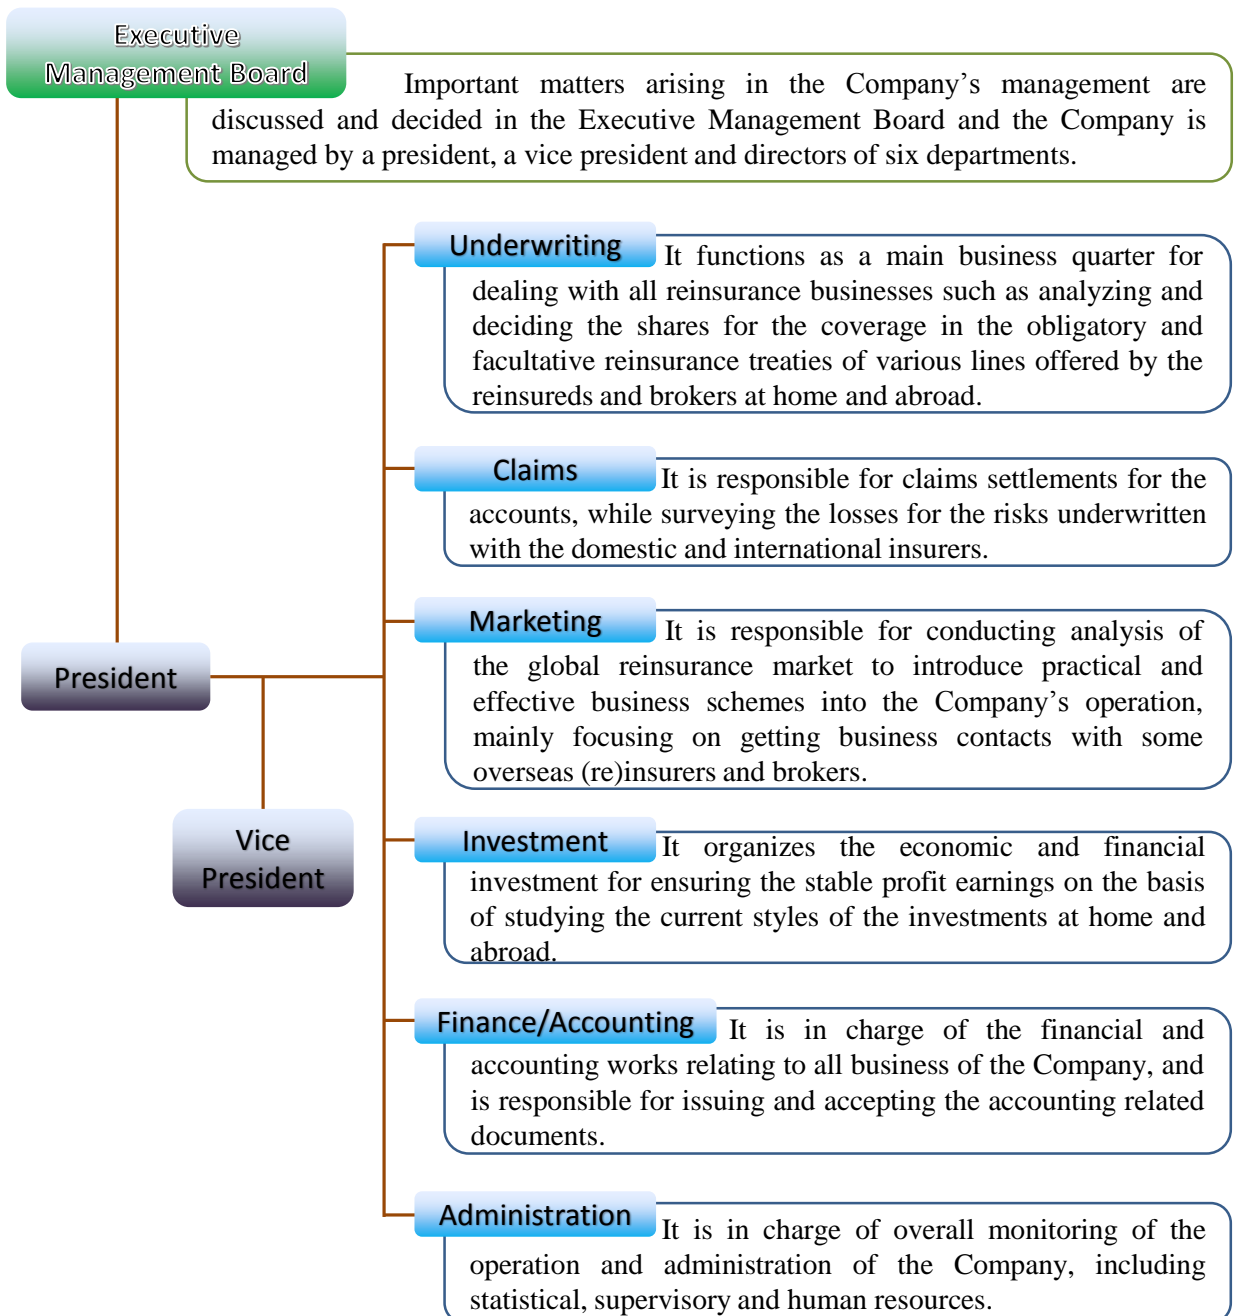 Executive
Management Board
Important matters arising in the Company’s management are
discussed and decided in the Executive Management Board and the Company is
managed by a president, a vice president and directors of six departments.
Underwriting
It functions as a main business quarter for
dealing with all reinsurance businesses such as analyzing and
deciding the shares for the coverage in the obligatory and
facultative reinsurance treaties of various lines offered by the
reinsureds and brokers at home and abroad.
Claims
It is responsible for claims settlements for the
accounts, while surveying the losses for the risks underwritten
with the domestic and international insurers.
Marketing
It is responsible for conducting analysis of
the global reinsurance market to introduce practical and
effective business schemes into the Company’s operation,
mainly focusing on getting business contacts with some
overseas (re)insurers and brokers.
President
Vice
President
Investment
It organizes the economic and financial
investment for ensuring the stable profit earnings on the basis
of studying the current styles of the investments at home and
abroad.
Finance/Accounting
It is in charge of the financial and
accounting works relating to all business of the Company, and
is responsible for issuing and accepting the accounting related
documents.
Administration
It is in charge of overall monitoring of the
operation and administration of the Company, including
statistical, supervisory and human resources.